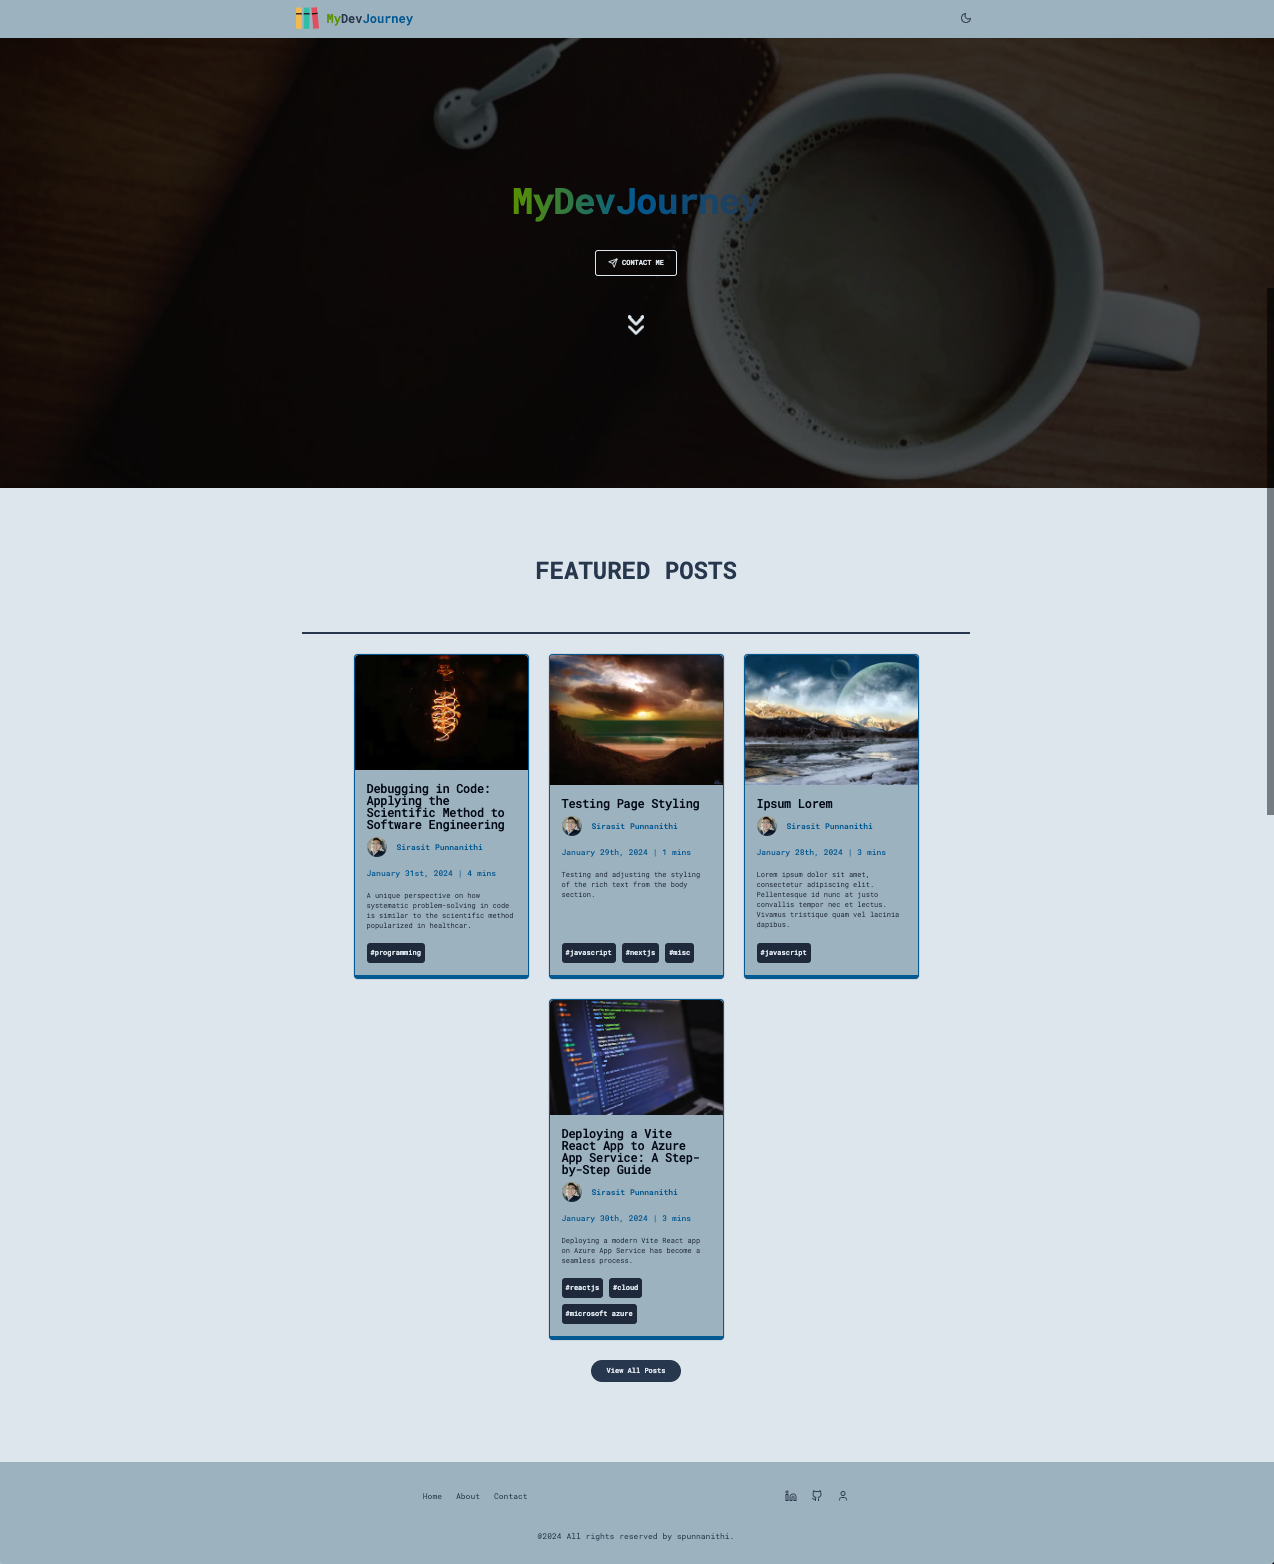 MyDevJourney
MyDevJourney
CONTACT ME
FEATURED POSTS
Debugging in Code:
Applying the
Scientific Method to
Software Engineering
Sirasit Punnanithi
January 31st, 2024 | 4 mins
A unique perspective on how
systematic problem-solving in code
is similar to the scientific method
popularized in healthcar.
#programming
Testing Page Styling
Sirasit Punnanithi
January 29th, 2024 | 1 mins
Testing and adjusting the styling
of the rich text from the body
section.
#javascript #nextjs #misc
Ipsum Lorem
Sirasit Punnanithi
January 28th, 2024 | 3 mins
Lorem ipsum dolor sit amet,
consectetur adipiscing elit.
Pellentesque id nunc at justo
convallis tempor nec et lectus.
Vivamus tristique quam vel lacinia
dapibus.
#javascript
Deploying a Vite
React App to Azure
App Service: A Step-
by-Step Guide
Sirasit Punnanithi
January 30th, 2024 | 3 mins
Deploying a modern Vite React app
on Azure App Service has become a
seamless process.
#reactjs #cloud
#microsoft azure
View All Posts
Home About Contact
©2024 All rights reserved by spunnanithi.